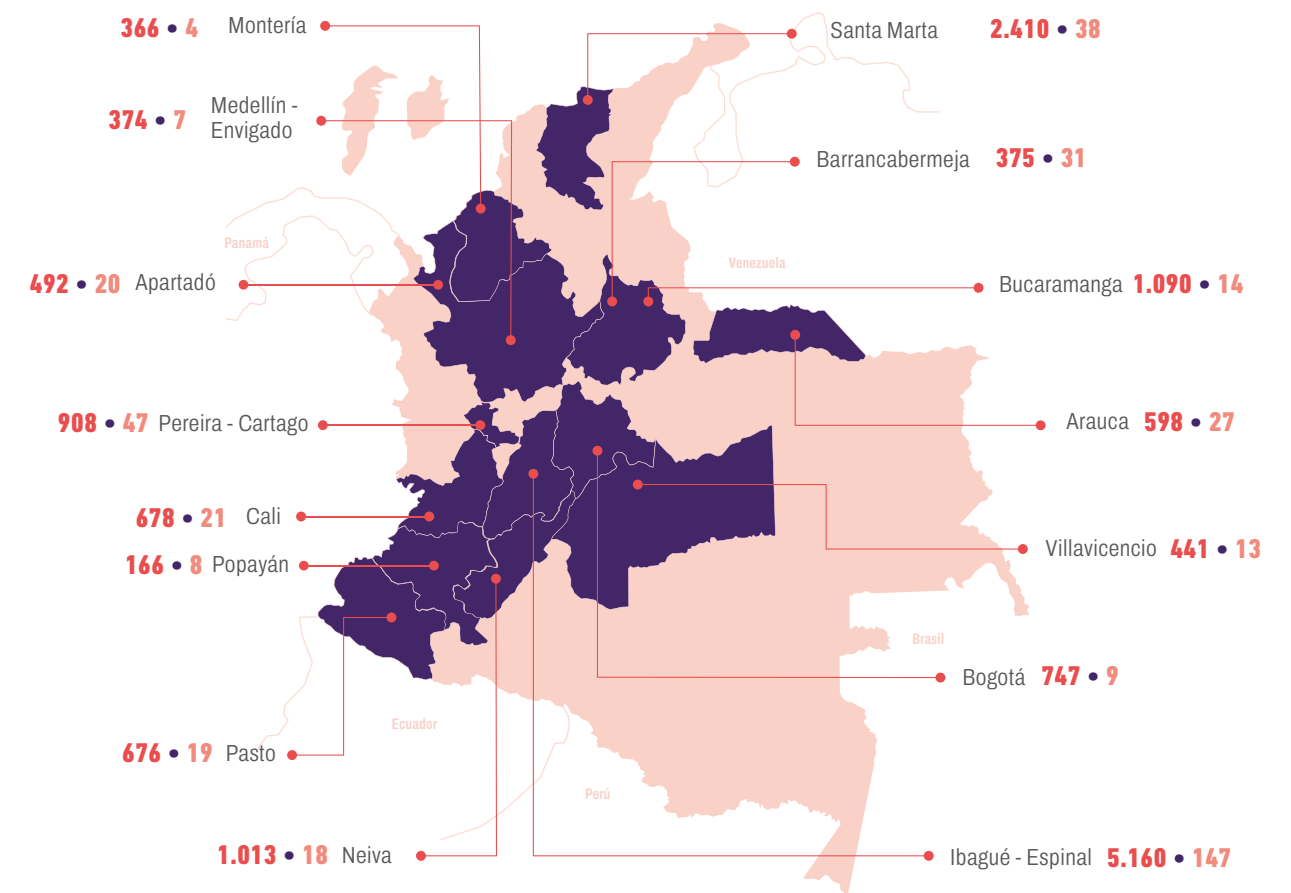 366 • 4 Montería
Santa Marta 2.410 • 38
374 • 7 Medellín -
Envigado
Barrancabermeja 375 • 31
Panamá
Venezuela
492 • 20 Apartadó
Bucaramanga 1.090 • 14
908 • 47 Pereira - Cartago
Arauca 598 • 27
678 • 21 Cali
166 • 8 Popayán
Villavicencio 441 • 13
Brasil
Bogotá 747 • 9
Ecuador
676 • 19 Pasto
Perú
1.013 • 18 Neiva
Ibagué - Espinal 5.160 • 147